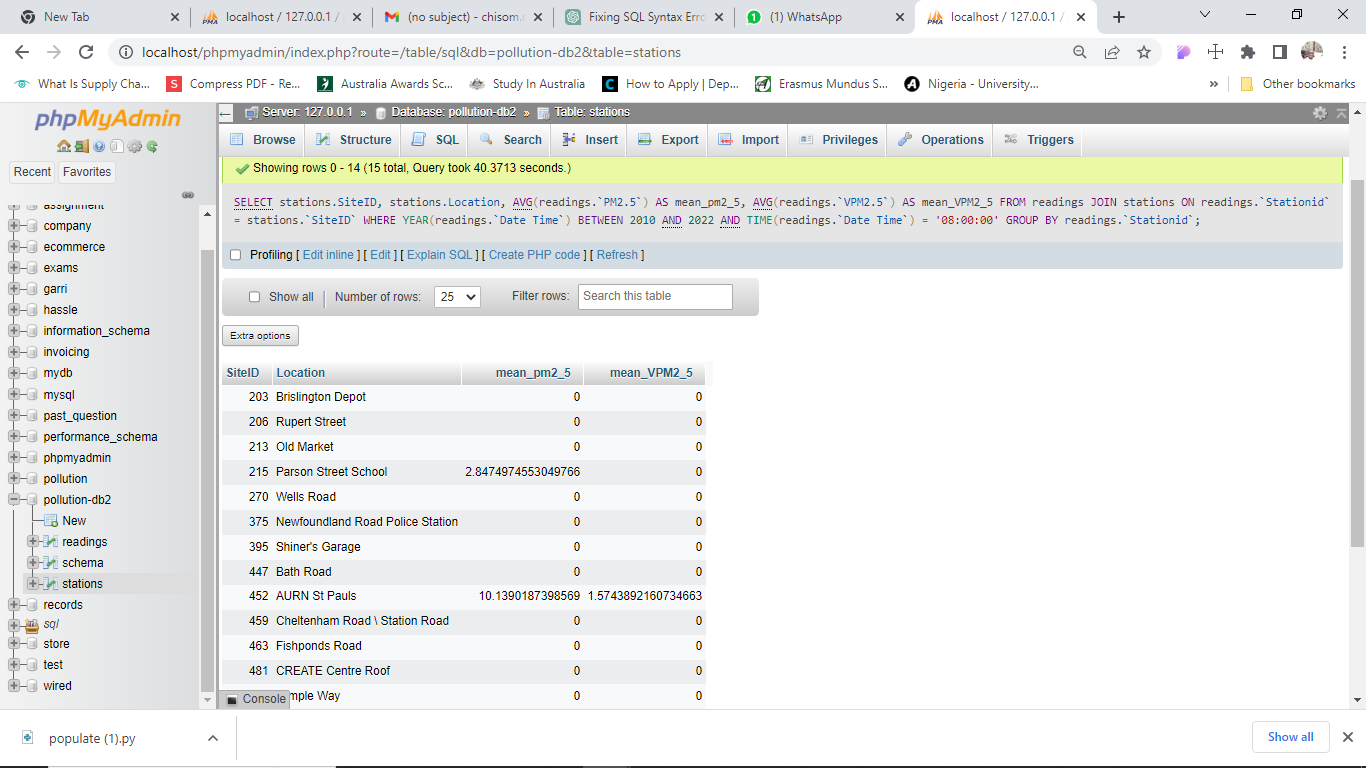 New Tab
localhost / 127.0.0.1 /
(no subject) - chisom.
Fixing SQL Syntax Erro
(1) WhatsApp
localhost / 127.0.0.1 /
localhost/phpmyadmin/index.php?route=/table/sql&db=pollution-db2&table=stations
What Is Supply Cha...
Compress PDF - Re...
Australia Awards Sc...
Study In Australia
How to Apply | Dep...
Erasmus Mundus S...
Nigeria - University...
»
Other bookmarks
phpMyAdmin
Recent
Favorites
assignment
company
ecommerce
exams
garri
hassle
information_schema
invoicing
mydb
mysql
past_question
performance_schema
phpmyadmin
pollution
pollution-db2
New
readings
schema
stations
records
sql
store
test
wired
Server: 127.0.0.1 » Database: pollution-db2 » Table: stations
Browse Structure SQL Search Insert Export Import Privileges Operations Triggers
Showing rows 0 - 14 (15 total, Query took 40.3713 seconds.)
SELECT stations.SiteID, stations.Location, AVG(readings.`PM2.5`) AS mean_pm2_5, AVG(readings.`VPM2.5`) AS mean_VPM2_5 FROM readings JOIN stations ON readings.`Stationid`
= stations.`SiteID` WHERE YEAR(readings.`Date Time`) BETWEEN 2010 AND 2022 AND TIME(readings.`Date Time`) = '08:00:00' GROUP BY readings.`Stationid`;
Profiling [ Edit inline ] [ Edit ] [ Explain SQL ] [ Create PHP code ] [ Refresh ]
Show all | Number of rows: 25 Filter rows: Search this table
Extra options
SiteID Location mean_pm2_5 mean_VPM2_5
203 Brislington Depot 0 0
206 Rupert Street 0 0
213 Old Market 0 0
215 Parson Street School 2.8474974553049766 0
270 Wells Road 0 0
375 Newfoundland Road Police Station 0 0
395 Shiner's Garage 0 0
447 Bath Road 0 0
452 AURN St Pauls 10.1390187398569 1.5743892160734663
459 Cheltenham Road \ Station Road 0 0
463 Fishponds Road 0 0
481 CREATE Centre Roof 0 0
mple Way 0 0
Console
populate (1).py
Show all